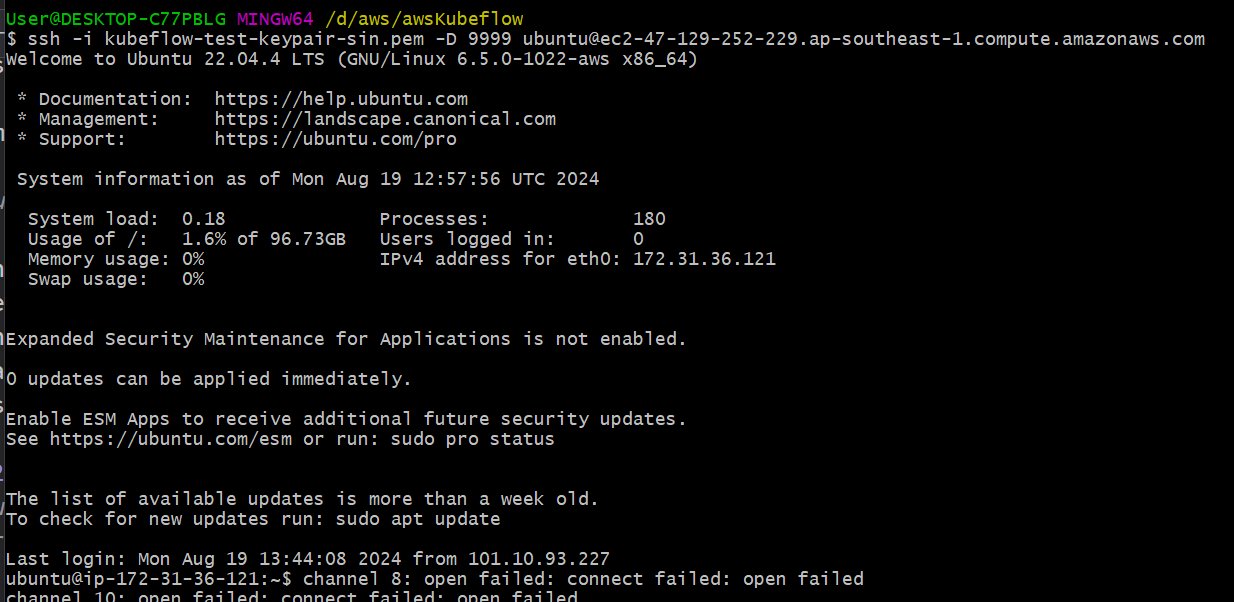 User@DESKTOP-C77PBLG MINGW64 /d/aws/awsKubeflow
$ ssh -i kubeflow-test-keypair-sin.pem -D 9999 ubuntu@ec2-47-129-252-229.ap-southeast-1.compute.amazonaws.com
Welcome to Ubuntu 22.04.4 LTS (GNU/Linux 6.5.0-1022-aws x86_64)
* Documentation: https://help.ubuntu.com
* Management: https://landscape.canonical.com
* Support: https://ubuntu.com/pro
System information as of Mon Aug 19 12:57:56 UTC 2024
System load: 0.18 Processes: 180
Usage of /: 1.6% of 96.73GB Users logged in: 0
Memory usage: 0% IPv4 address for eth0: 172.31.36.121
Swap usage: 0%
Expanded Security Maintenance for Applications is not enabled.
0 updates can be applied immediately.
Enable ESM Apps to receive additional future security updates.
See https://ubuntu.com/esm or run: sudo pro status
The list of available updates is more than a week old.
To check for new updates run: sudo apt update
Last login: Mon Aug 19 13:44:08 2024 from 101.10.93.227
ubuntu@ip-172-31-36-121:~$ channel 8: open failed: connect failed: open failed
channel 10: open failed: connect failed: open failed